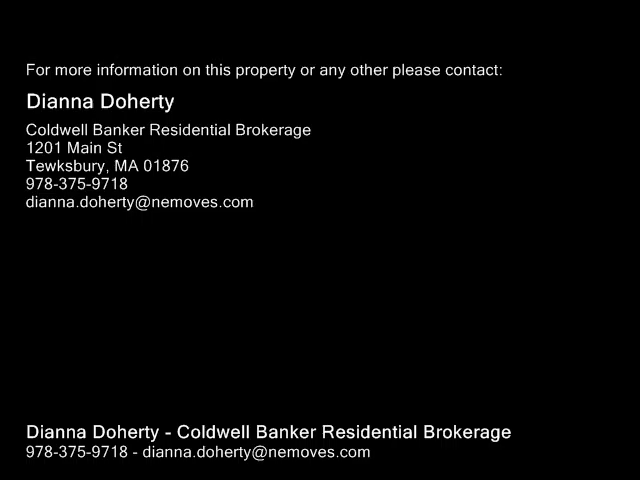 For more information on this property or any other please contact:
Dianna Doherty
Coldwell Banker Residential Brokerage
1201 Main St
Tewksbury, MA 01876
978-375-9718
dianna.doherty@nemoves.com
Dianna Doherty - Coldwell Banker Residential Brokerage
978-375-9718 - dianna.doherty@nemoves.com